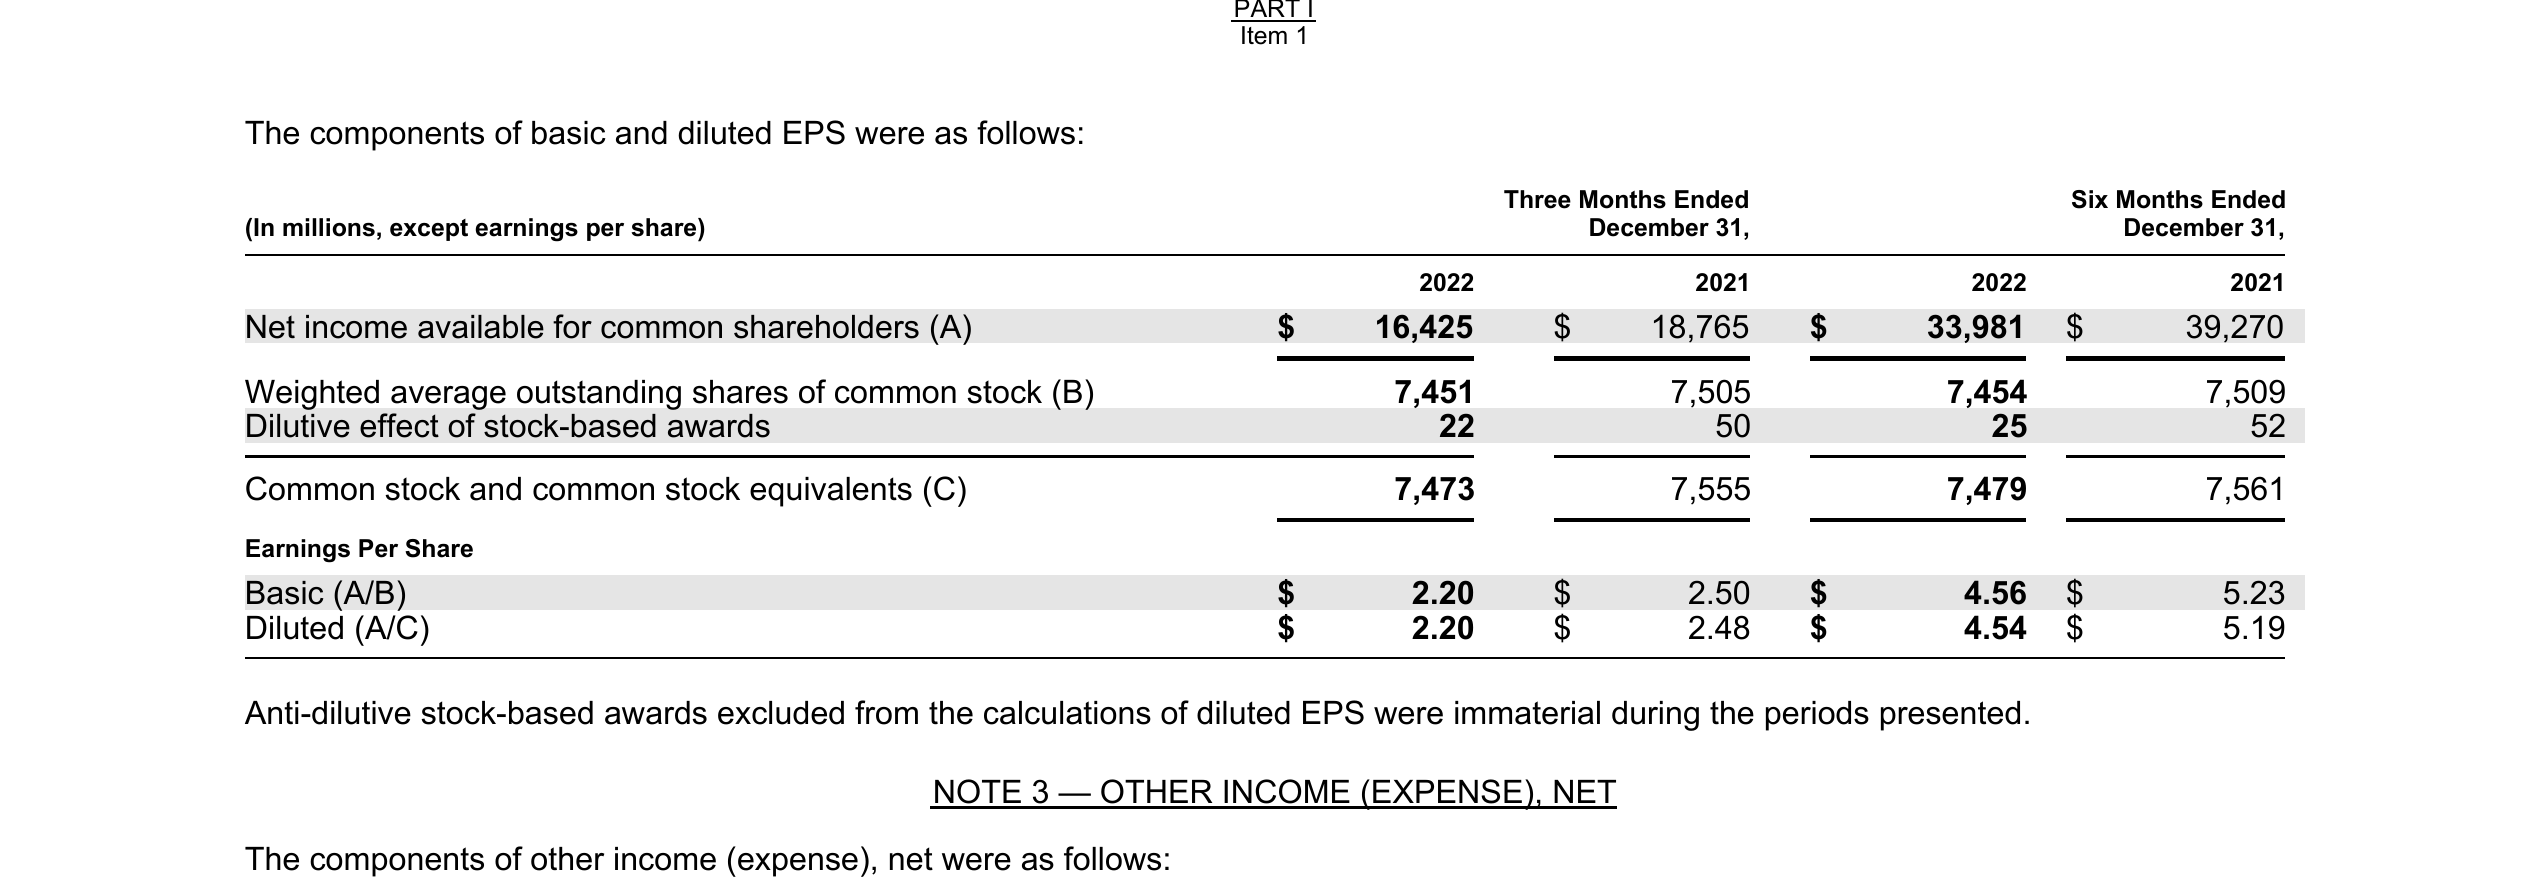 PART I
Item 1
The components of basic and diluted EPS were as follows:
(In millions, except earnings per share) Three Months Ended December 31, Six Months Ended December 31,
2022 2021 2022 2021
Net income available for common shareholders (A) $ 16,425 $ 18,765 $ 33,981 $ 39,270
Weighted average outstanding shares of common stock (B) 7,451 7,505 7,454 7,509
Dilutive effect of stock-based awards 22 50 25 52
Common stock and common stock equivalents (C) 7,473 7,555 7,479 7,561
Earnings Per Share
Basic (A/B) $ 2.20 $ 2.50 $ 4.56 $ 5.23
Diluted (A/C) $ 2.20 $ 2.48 $ 4.54 $ 5.19
Anti-dilutive stock-based awards excluded from the calculations of diluted EPS were immaterial during the periods presented.
NOTE 3 — OTHER INCOME (EXPENSE), NET
The components of other income (expense), net were as follows: